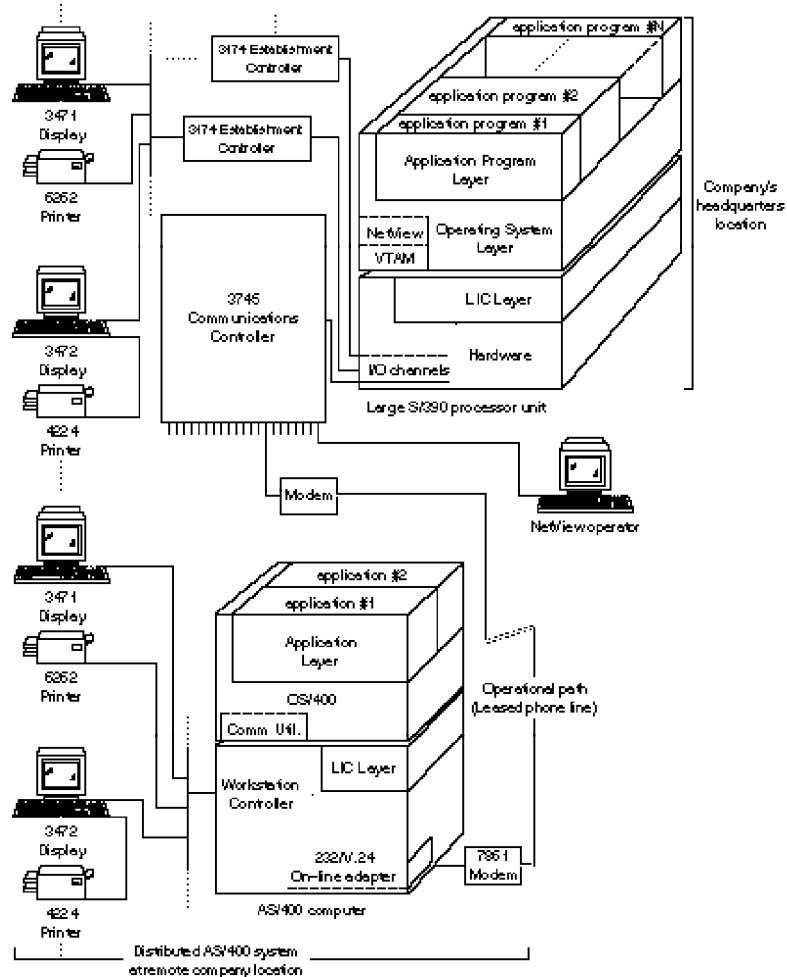 application program #N
3174 Establishment
Controller
application program #2
3174 Establishment
Controller
application program #1
Application Program
Layer
3471
Display
6262
Printer
Company's
headquarters
location
NetView
VTAM
Operating System
Layer
3745
Communications
Controller
LIC Layer
Hardware
I/O channels
3472
Display
Large S/390 processor unit
4224
Printer
Modem
NetView operator
3471
Display
6262
Printer
application #2
application #1
Application
Layer
OS/400
Comm. Util.
Operational path
(Leased phone line)
LIC Layer
Workstation
Controller
3472
Display
232/V.24
On-line adapter
7861
Modem
4224
Printer
AS/400 computer
Distributed AS/400 system
at remote company location